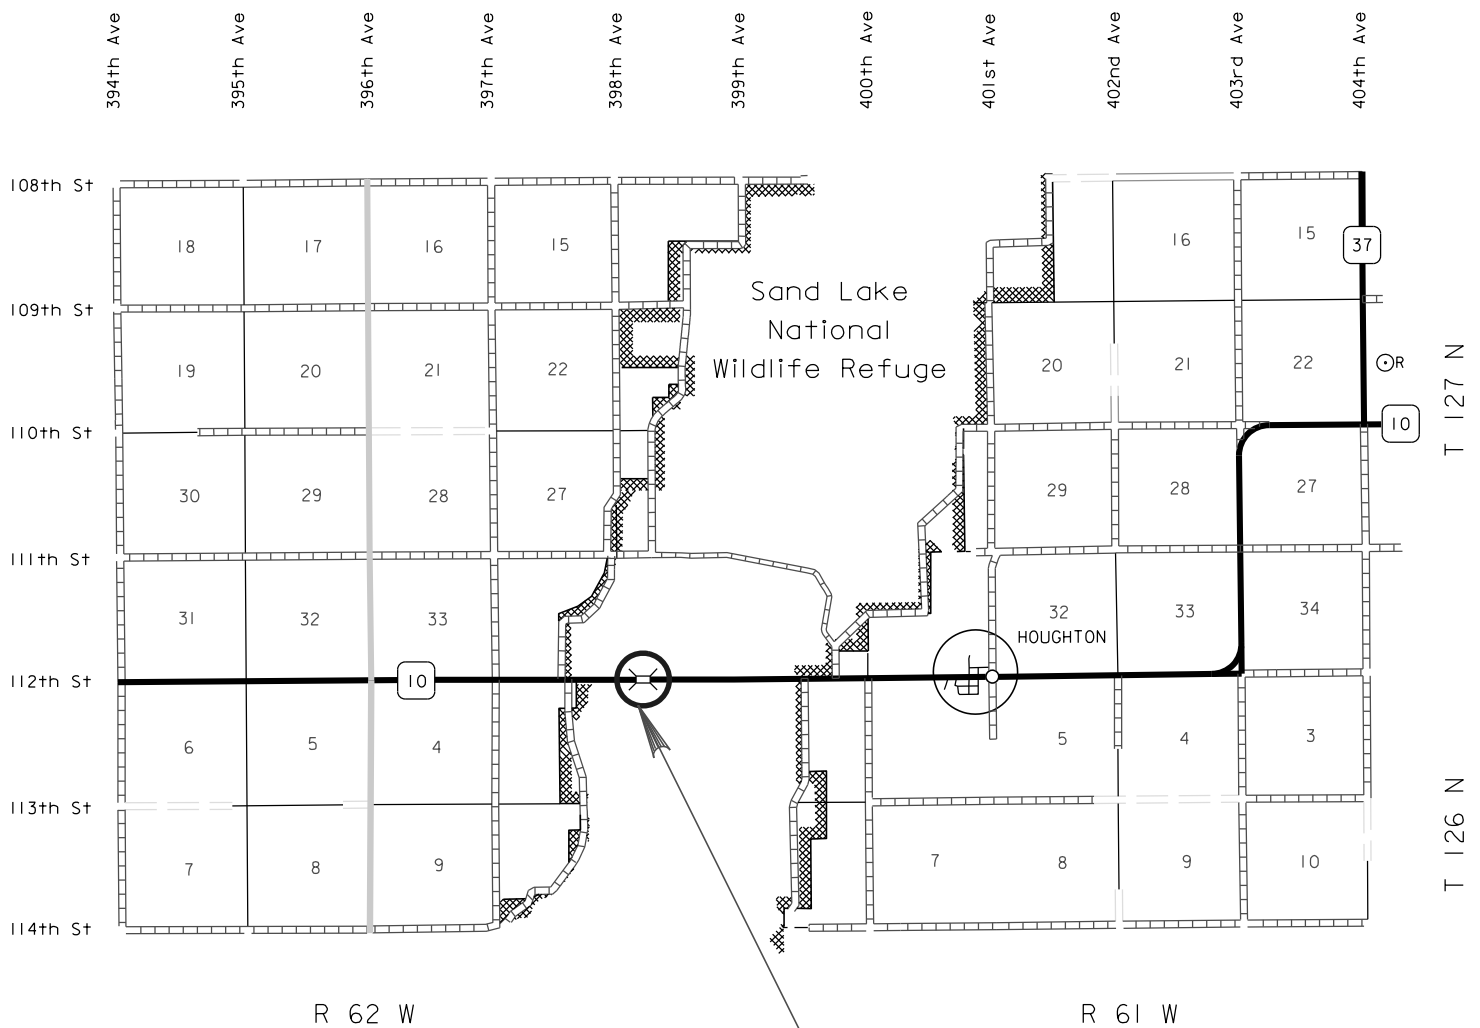 394th Ave
395th Ave
396th Ave
397th Ave
398th Ave
399th Ave
400th Ave
401st Ave
402nd Ave
403rd Ave
404th Ave
108th St
18 17 16 15 16 15 37
Sand Lake
109th St
National
Wildlife Refuge
19 20 21 22 20 21 22 R
T 127 N
110th St
10
30 29 28 27 29 28 27
111th St
31 32 33 32 33 34
HOUGHTON
112th St
10
6 5 4 5 4 3
113th St
T 126 N
7 8 9 7 8 9 10
114th St
R 62 W R 61 W